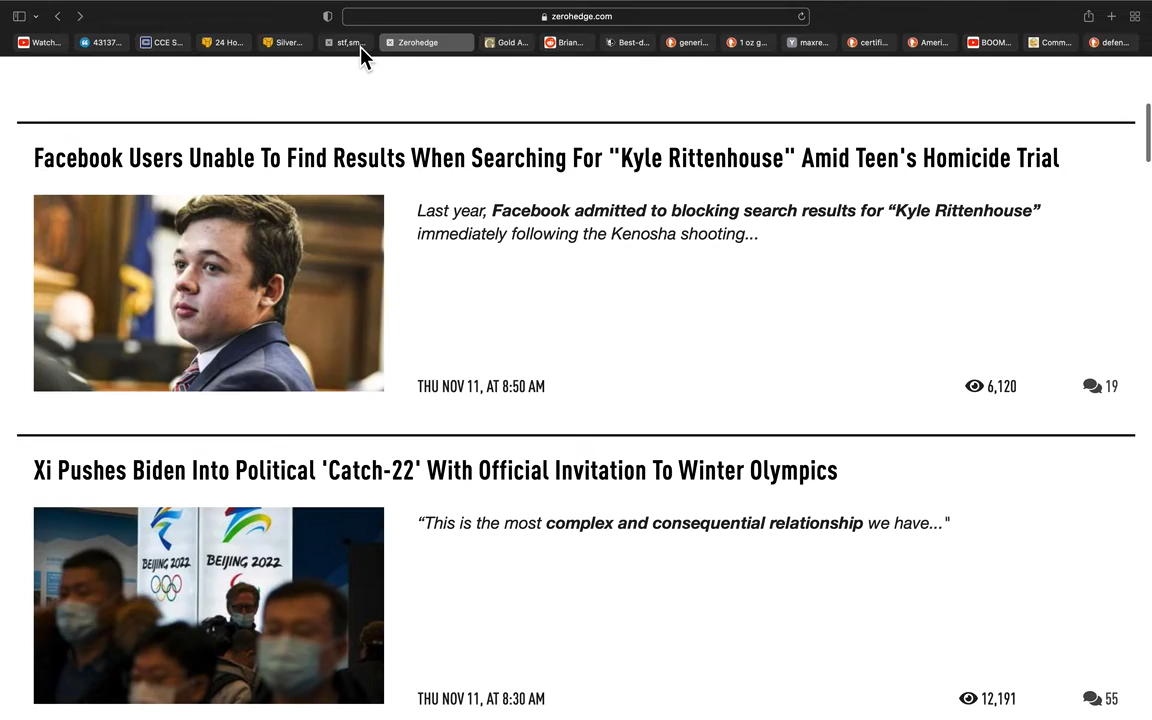 zerohedge.com
Watch...
43137...
CCE S...
24 Ho...
Silver...
stf,sm...
Zerohedge
Gold A...
Brian...
Best-d...
generi...
1 oz g...
maxre...
certifi...
Ameri...
BOOM...
Comm...
defen...
Facebook Users Unable To Find Results When Searching For "Kyle Rittenhouse" Amid Teen's Homicide Trial
Last year, Facebook admitted to blocking search results for “Kyle Rittenhouse”
immediately following the Kenosha shooting...
THU NOV 11, AT 8:50 AM
6,120
19
Xi Pushes Biden Into Political 'Catch-22' With Official Invitation To Winter Olympics
“This is the most complex and consequential relationship we have..."
BEIJING 2022
BEIJING 2022
THU NOV 11, AT 8:30 AM
12,191
55